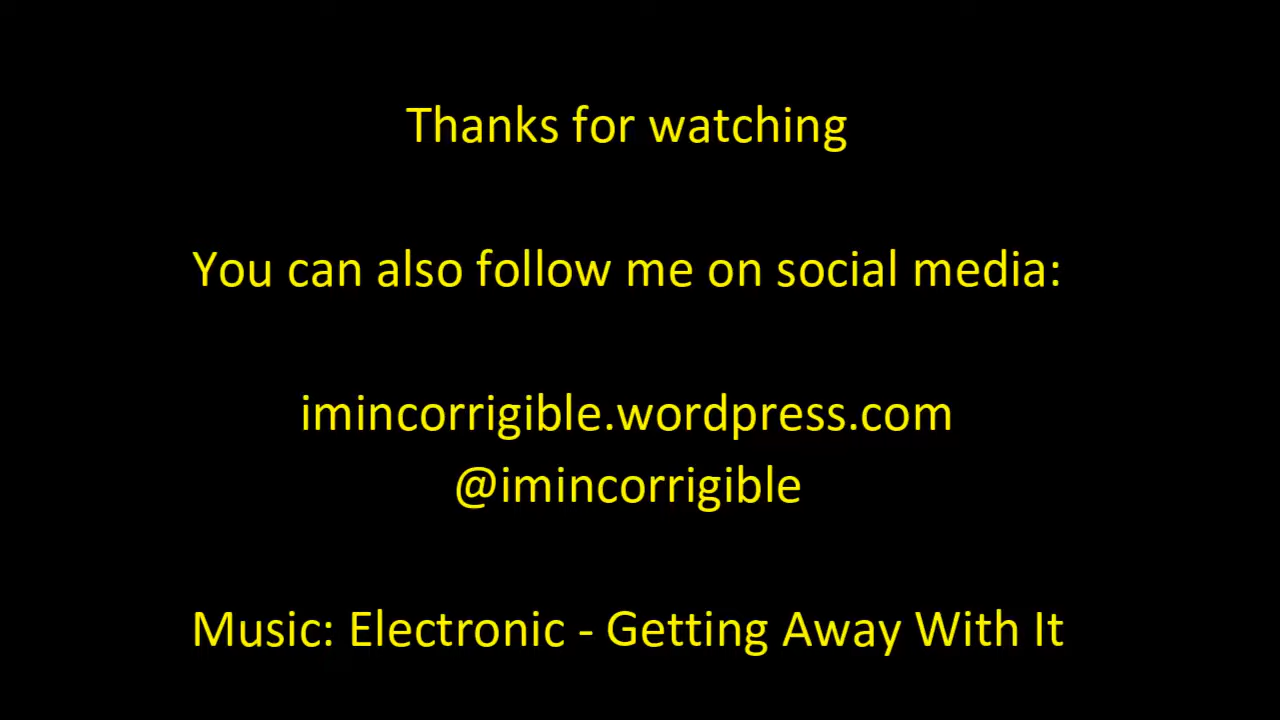 Thanks for watching
You can also follow me on social media:
imincorrigible.wordpress.com
@imincorrigible
Music: Electronic - Getting Away With It